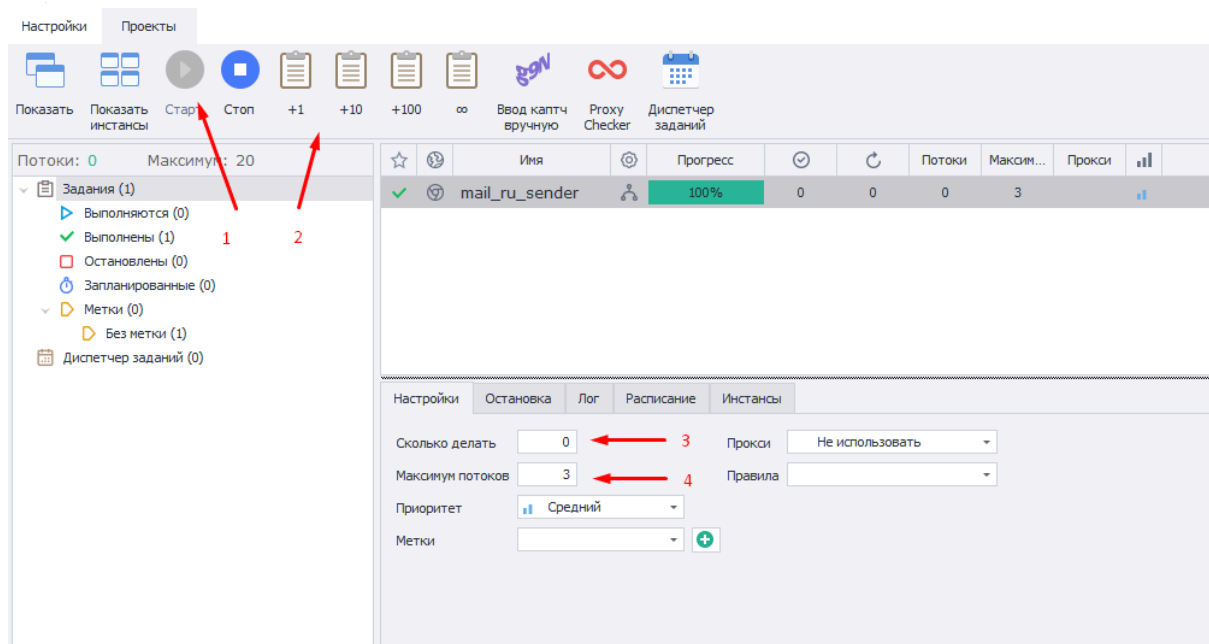 Настройки Проекты
Показать Показать инстансы Старт Стоп +1 +10 +100 ∞ Ввод каптч вручную Proxy Checker Диспетчер заданий
Потоки: 0 Максимум: 20
Задания (1)
Выполняются (0)
Выполнены (1)
Остановлены (0)
Запланированные (0)
Метки (0)
Без метки (1)
Диспетчер заданий (0)
1 2
Имя Прогресс Потоки Максим... Прокси
mail_ru_sender 100% 0 0 0 3
Настройки Остановка Лог Расписание Инстансы
Сколько делать 0 3 Прокси Не использовать
Максимум потоков 3 4 Правила
Приоритет Средний
Метки